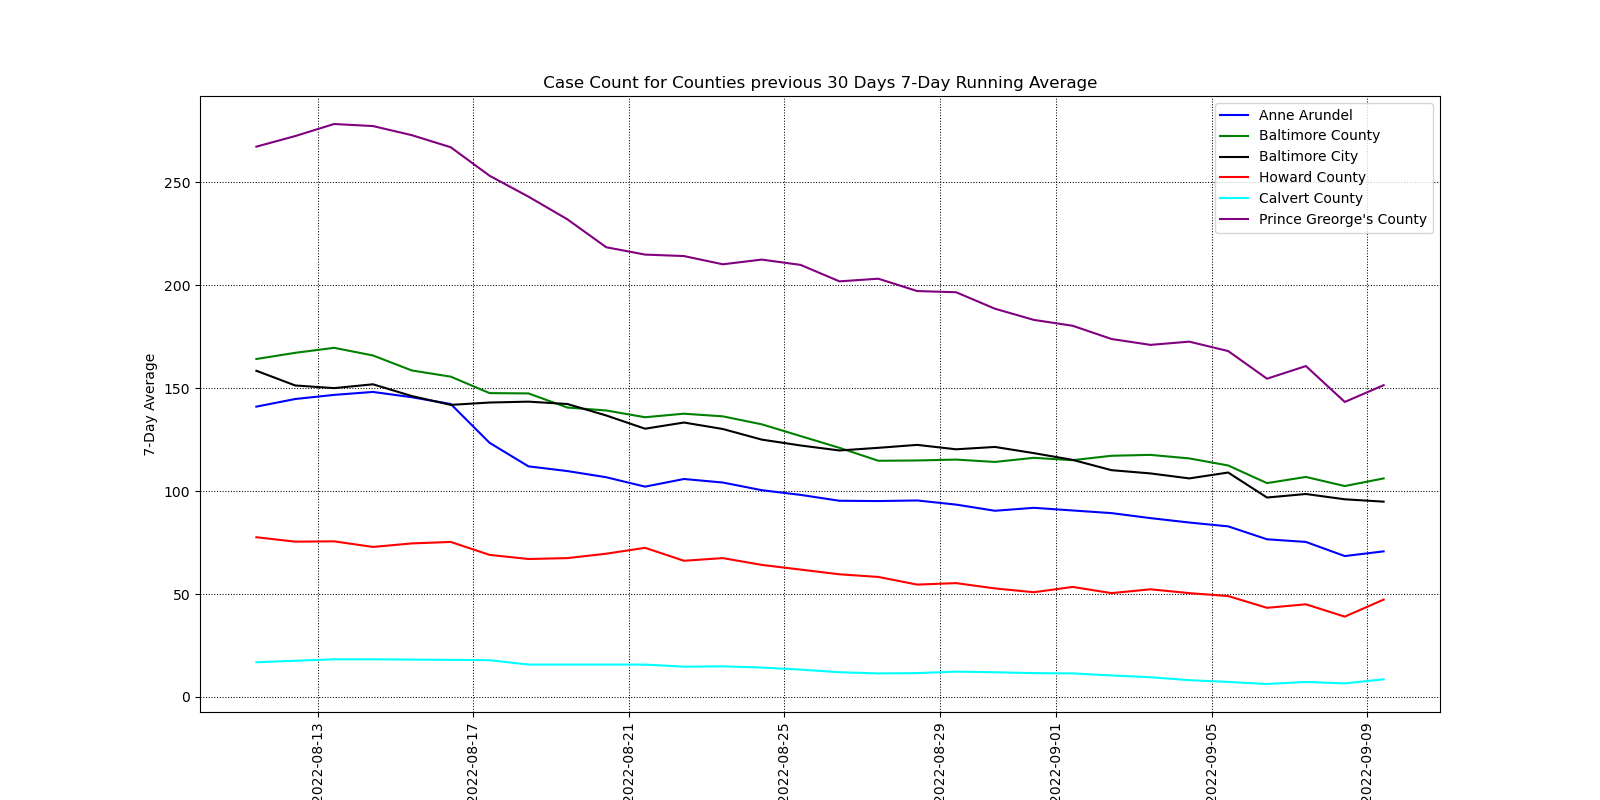 Case Count for Counties previous 30 Days 7-Day Running Average
Anne Arundel
Baltimore County
Baltimore City
Howard County
Calvert County
Prince Greorge's County
7-Day Average
250
200
150
100
50
0
2022-08-13
2022-08-17
2022-08-21
2022-08-25
2022-08-29
2022-09-01
2022-09-05
2022-09-09